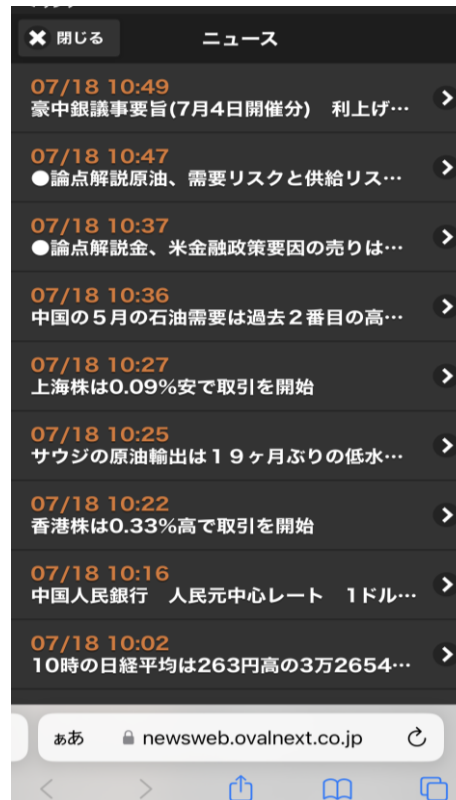 閉じる
ニュース
07/18 10:49
豪中銀議事要旨(7月4日開催分) 利上げ…
07/18 10:47
●論点解説原油、需要リスクと供給リス…
07/18 10:37
●論点解説金、米金融政策要因の売りは…
07/18 10:36
中国の5月の石油需要は過去2番目の高…
07/18 10:27
上海株は0.09%安で取引を開始
07/18 10:25
サウジの原油輸出は19ヶ月ぶりの低水…
07/18 10:22
香港株は0.33%高で取引を開始
07/18 10:16
中国人民銀行 人民元中心レート 1ドル…
07/18 10:02
10時の日経平均は263円高の3万2654…
ぁあ newsweb.ovalnext.co.jp